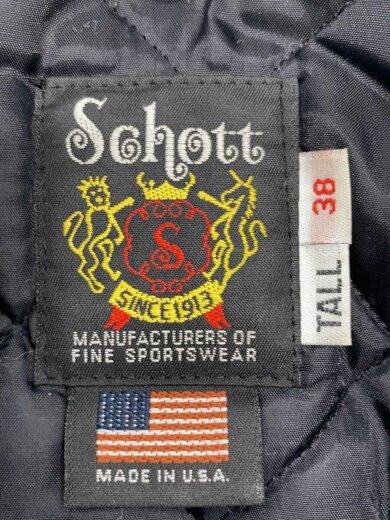 Schott
S
SINCE 1913
MANUFACTURERS OF
FINE SPORTSWEAR
38
TALL
MADE IN U.S.A.